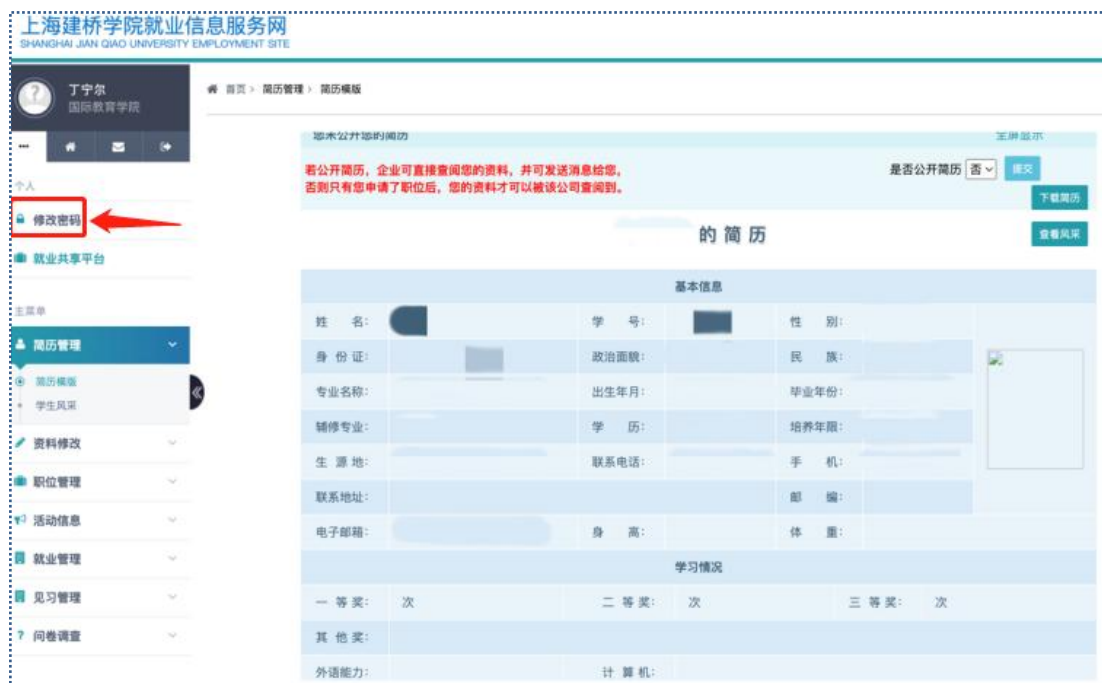 上海建桥学院就业信息服务网
SHANGHAI JIAN QIAO UNIVERSITY EMPLOYMENT SITE
丁宁尔
国际教育学院
首页 > 简历管理 > 简历模版
个人
修改密码
就业共享平台
主菜单
简历管理
简历模版
学生风采
资料修改
职位管理
活动信息
就业管理
见习管理
? 问卷调查
您未公开您的简历 全屏显示
若公开简历，企业可直接查阅您的资料，并可发送消息给您，
否则只有您申请了职位后，您的资料才可以被该公司查阅到。
是否公开简历 否 提交
下载简历
的 简 历
查看风采
基本信息
姓 名： 学 号： 性 别：
身 份 证： 政治面貌： 民 族：
专业名称： 出生年月： 毕业年份：
辅修专业： 学 历： 培养年限：
生 源 地： 联系电话： 手 机：
联系地址： 邮 编：
电子邮箱： 身 高： 体 重：
学习情况
一 等 奖： 次 二 等 奖： 次 三 等 奖： 次
其 他 奖：
外语能力： 计 算 机：